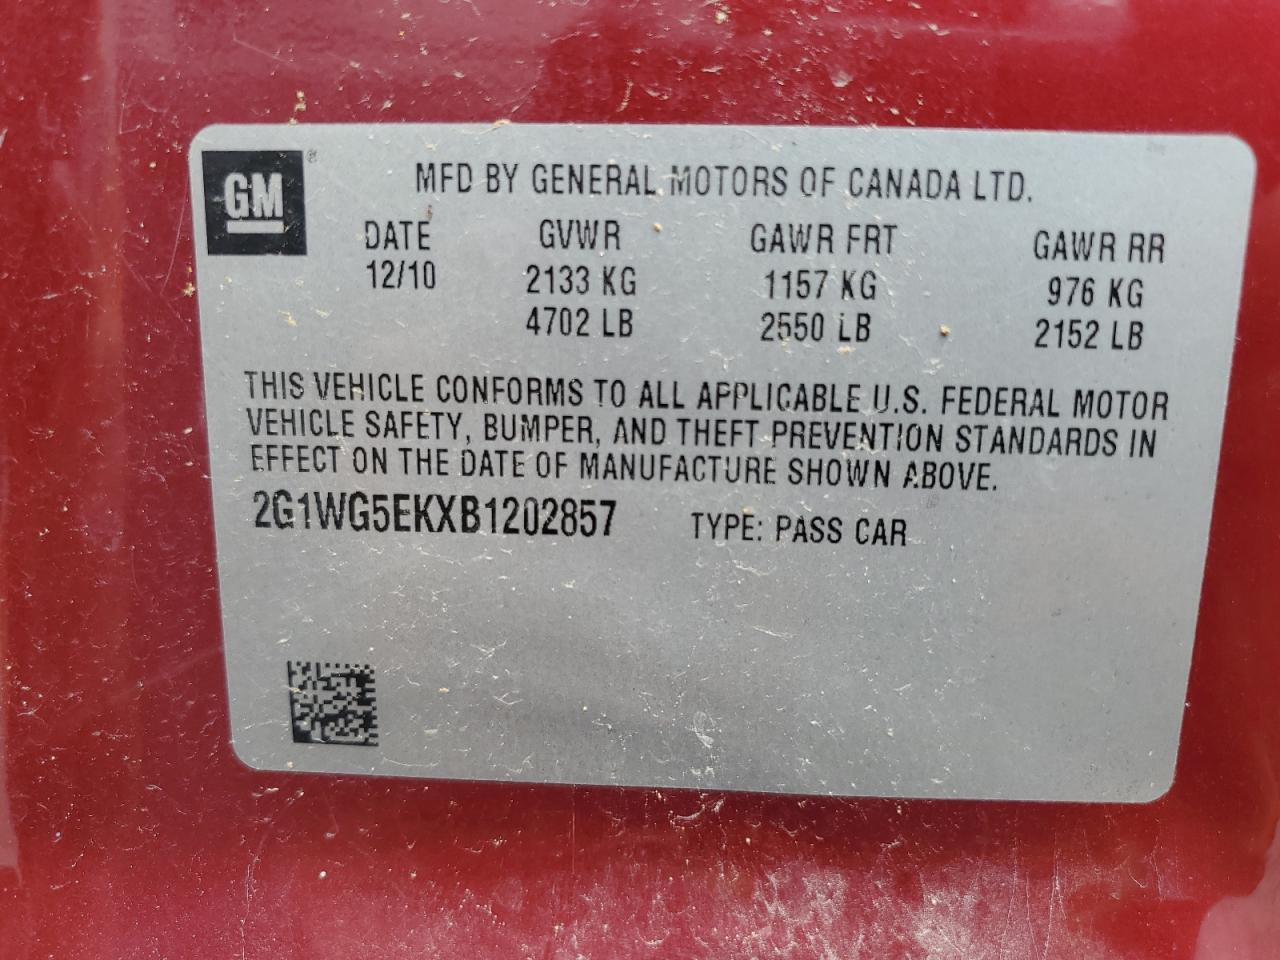 GM ®
MFD BY GENERAL MOTORS OF CANADA LTD.
DATE GVWR GAWR FRT GAWR RR
12/10 2133 KG 1157 KG 976 KG
4702 LB 2550 LB 2152 LB
THIS VEHICLE CONFORMS TO ALL APPLICABLE U.S. FEDERAL MOTOR
VEHICLE SAFETY, BUMPER, AND THEFT PREVENTION STANDARDS IN
EFFECT ON THE DATE OF MANUFACTURE SHOWN ABOVE.
2G1WG5EKXB1202857 TYPE: PASS CAR